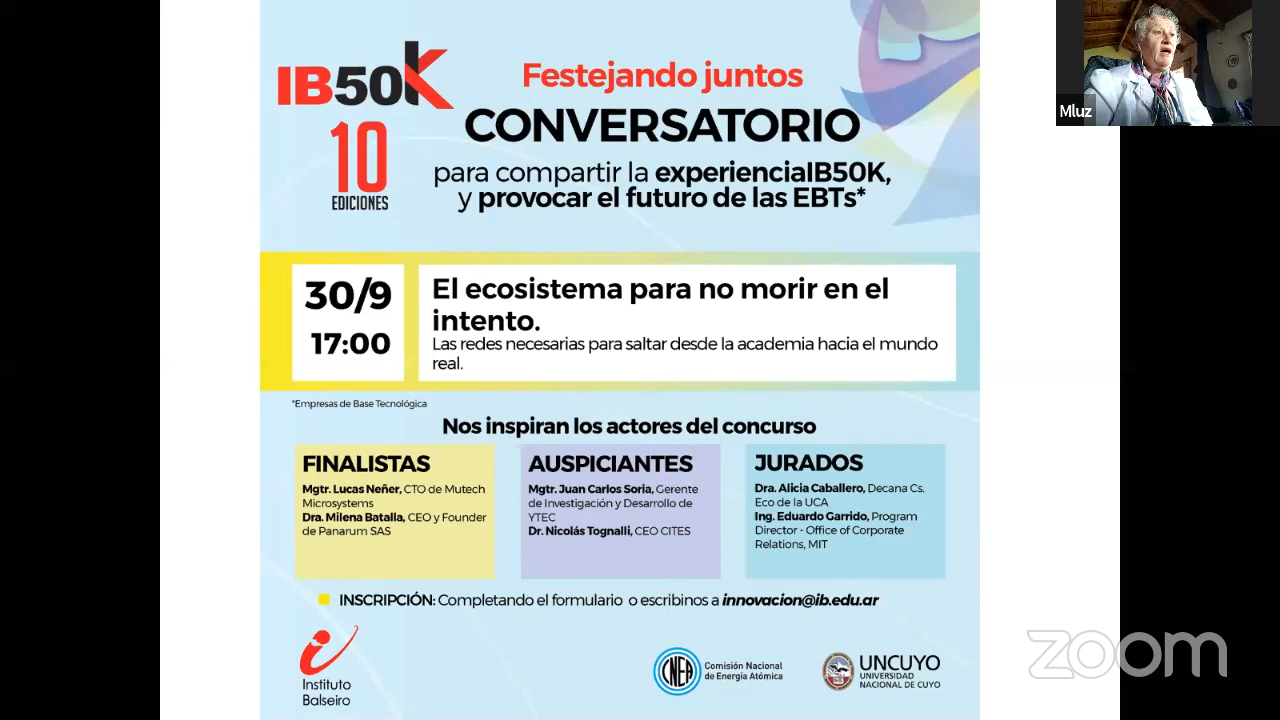 IB50K
10
EDICIONES
Festejando juntos
CONVERSATORIO
para compartir la experienciaIB50K,
y provocar el futuro de las EBTs*
30/9
17:00
El ecosistema para no morir en el
intento.
Las redes necesarias para saltar desde la academia hacia el mundo
real.
*Empresas de Base Tecnológica
Nos inspiran los actores del concurso
FINALISTAS
Mgtr. Lucas Neñer, CTO de Mutech
Microsystems
Dra. Milena Batalla, CEO y Founder
de Panarum SAS
AUSPICIANTES
Mgtr. Juan Carlos Soria, Gerente
de Investigación y Desarrollo de
YTEC
Dr. Nicolás Tognalli, CEO CITES
JURADOS
Dra. Alicia Caballero, Decana Cs.
Eco de la UCA
Ing. Eduardo Garrido, Program
Director - Office of Corporate
Relations, MIT
INSCRIPCIÓN: Completando el formulario o escribinos a innovacion@ib.edu.ar
Instituto
Balseiro
CNEA
Comisión Nacional
de Energía Atómica
UNCUYO
UNIVERSIDAD
NACIONAL DE CUYO
Mluz
zoom